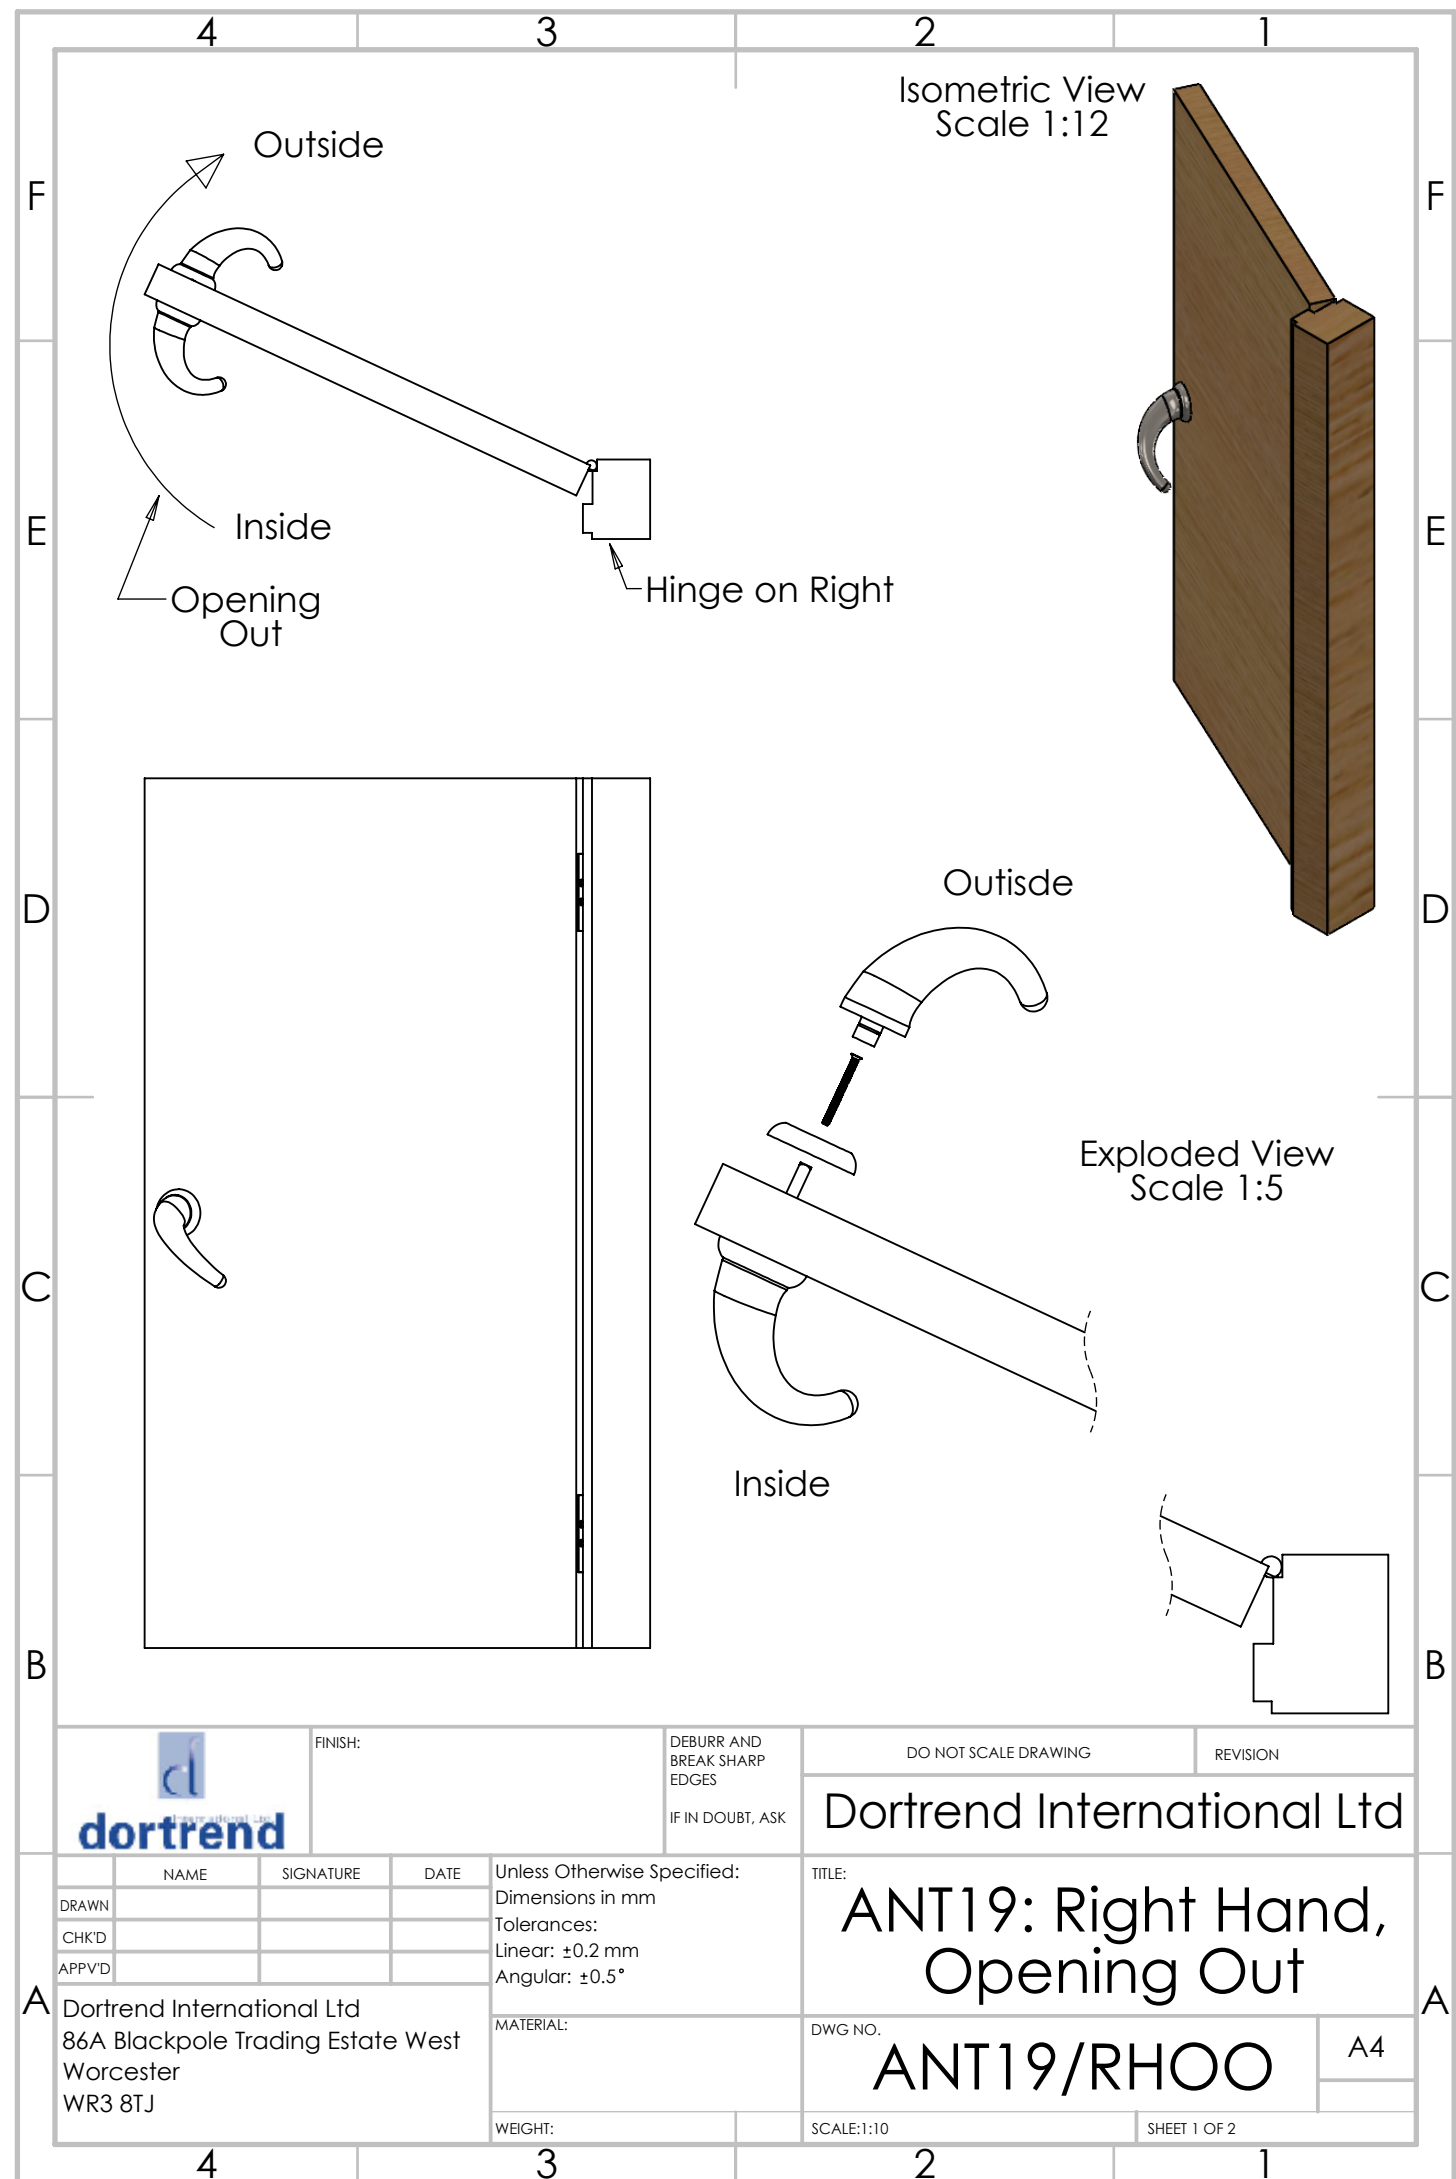 4 3 2 1
Isometric View
Scale 1:12
Outside
F F
Inside
E E
Opening
Out
Hinge on Right
Outisde
D D
Exploded View
Scale 1:5
C C
Inside
B B
dortrend
FINISH:
DEBURR AND
BREAK SHARP
EDGES
IF IN DOUBT, ASK
DO NOT SCALE DRAWING
REVISION
Dortrend International Ltd
NAME SIGNATURE DATE
DRAWN
CHK'D
APPV'D
Unless Otherwise Specified:
Dimensions in mm
Tolerances:
Linear: ±0.2 mm
Angular: ±0.5°
TITLE:
ANT19: Right Hand,
Opening Out
A A
Dortrend International Ltd
86A Blackpole Trading Estate West
Worcester
WR3 8TJ
MATERIAL:
DWG NO.
ANT19/RHOO
A4
WEIGHT:
SCALE:1:10
SHEET 1 OF 2
4 3 2 1